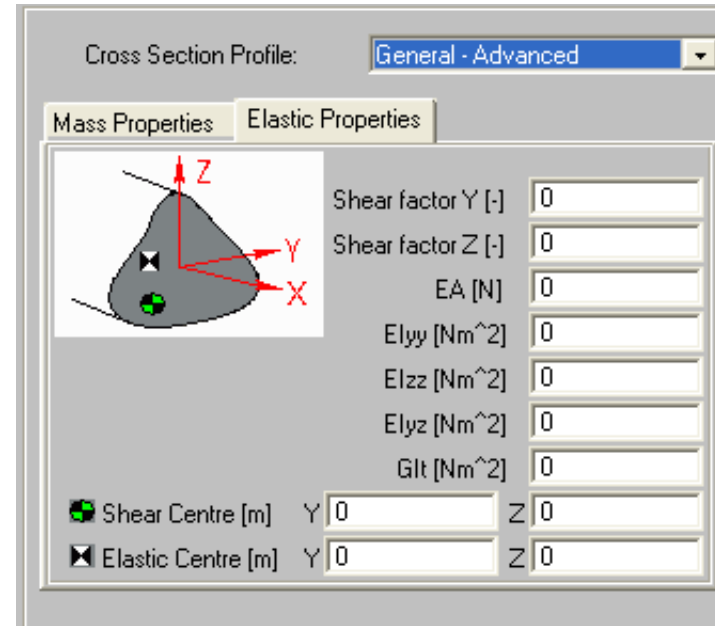 Cross Section Profile: General - Advanced
Mass Properties Elastic Properties
Z
Y
X
Shear factor Y [-] 0
Shear factor Z [-] 0
EA [N] 0
EIyy [Nm^2] 0
EIzz [Nm^2] 0
EIyz [Nm^2] 0
GIt [Nm^2] 0
Shear Centre [m] Y 0 Z 0
Elastic Centre [m] Y 0 Z 0